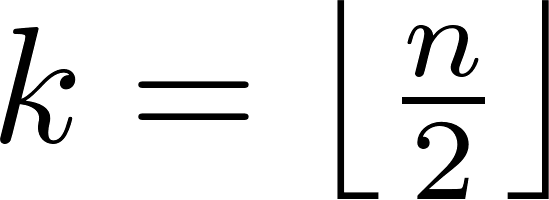 k = ⌊n/2⌋